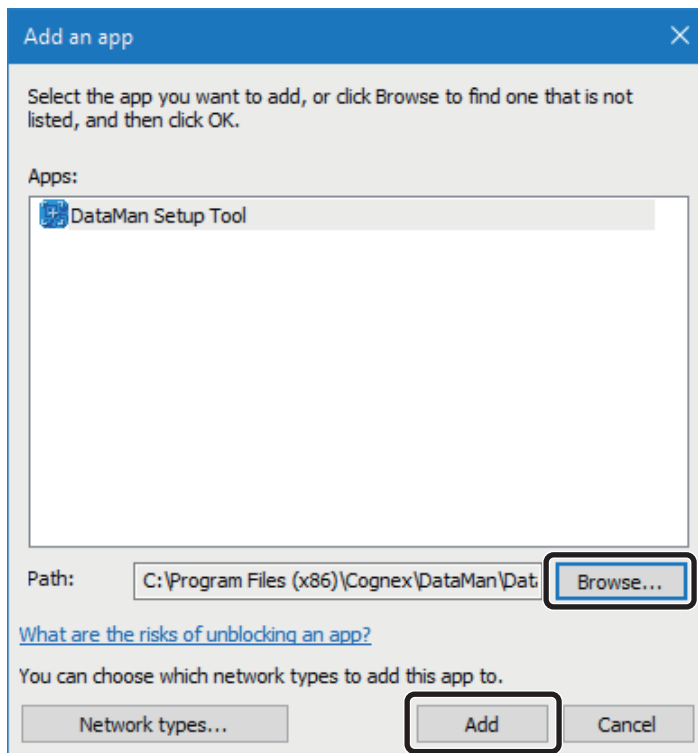 Add an app
Select the app you want to add, or click Browse to find one that is not
listed, and then click OK.
Apps:
DataMan Setup Tool
Path:
C:\Program Files (x86)\Cognex\DataMan\Dat
Browse...
What are the risks of unblocking an app?
You can choose which network types to add this app to.
Network types...
Add
Cancel